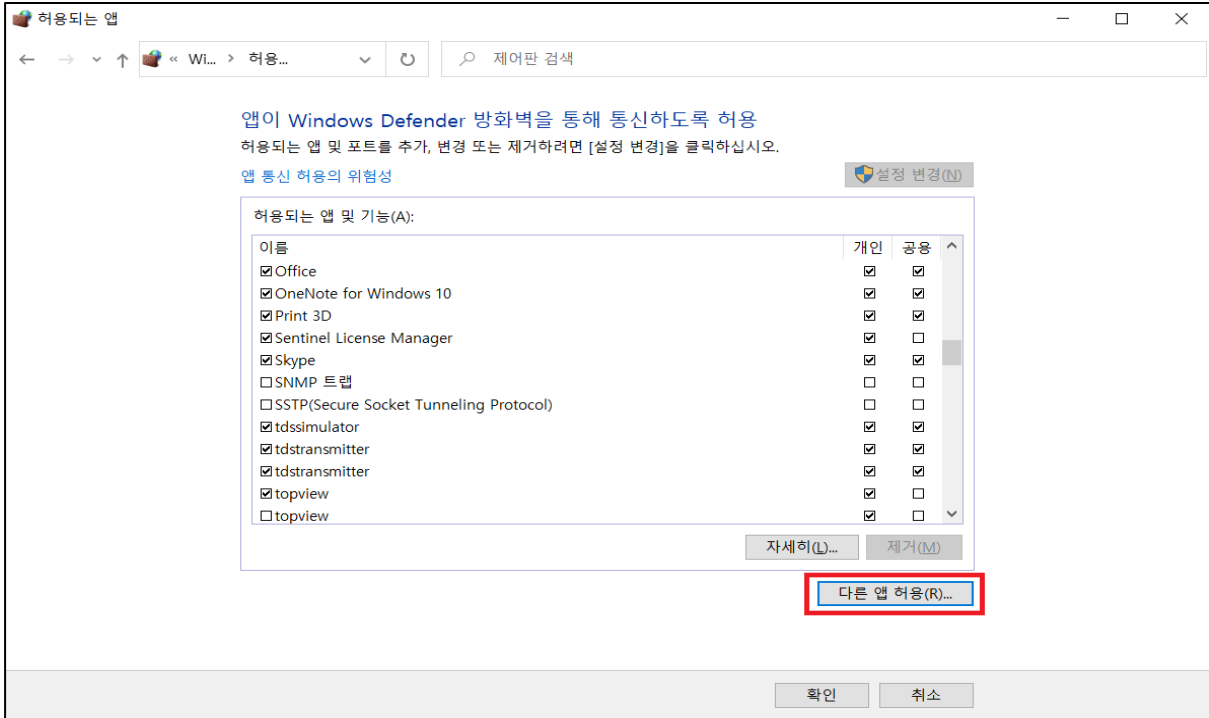 허용되는 앱
« Wi... > 허용...
제어판 검색
앱이 Windows Defender 방화벽을 통해 통신하도록 허용
허용되는 앱 및 포트를 추가, 변경 또는 제거하려면 [설정 변경]을 클릭하십시오.
앱 통신 허용의 위험성
설정 변경(N)
허용되는 앱 및 기능(A):
이름 개인 공용
Office
OneNote for Windows 10
Print 3D
Sentinel License Manager
Skype
SNMP 트랩
SSTP(Secure Socket Tunneling Protocol)
tdssimulator
tdstransmitter
tdstransmitter
topview
topview
자세히(L)... 제거(M)
다른 앱 허용(R)...
확인 취소